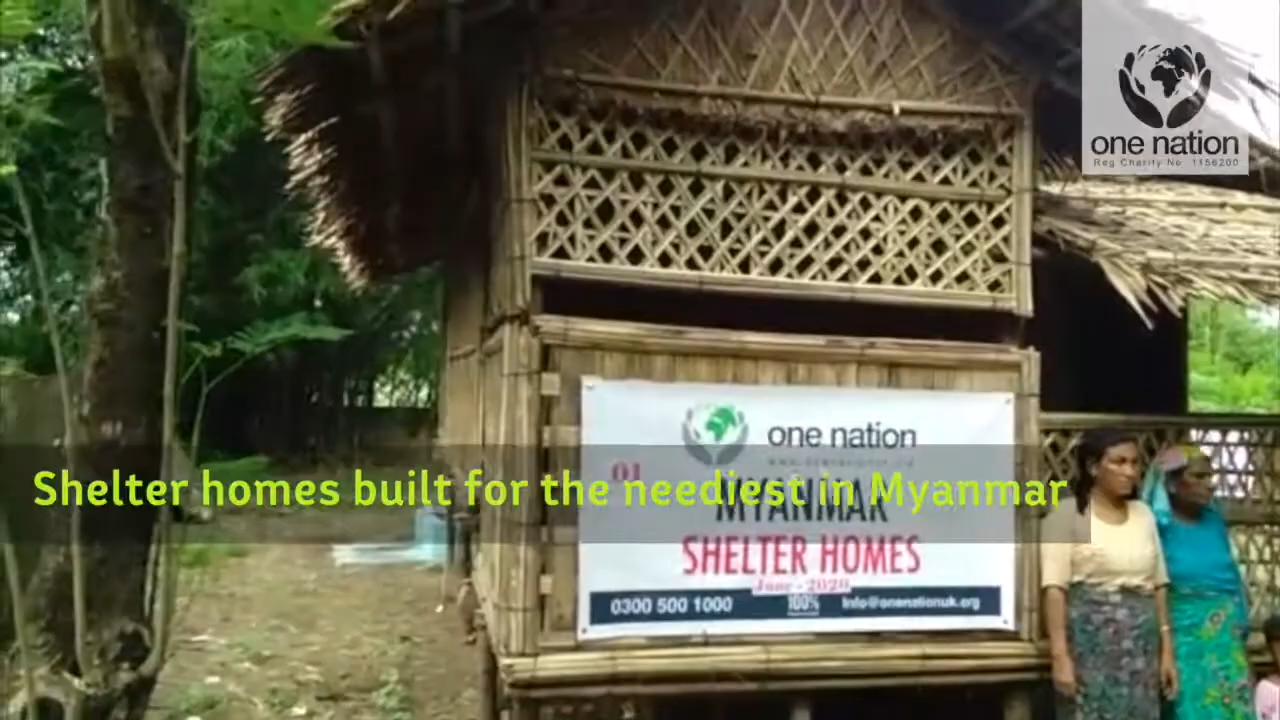 one nation
Reg Charity No 1156200
one nation
01
Shelter homes built for the neediest in Myanmar
MYANMAR
SHELTER HOMES
June - 2020
0300 500 1000 100% Info@onenationuk.org